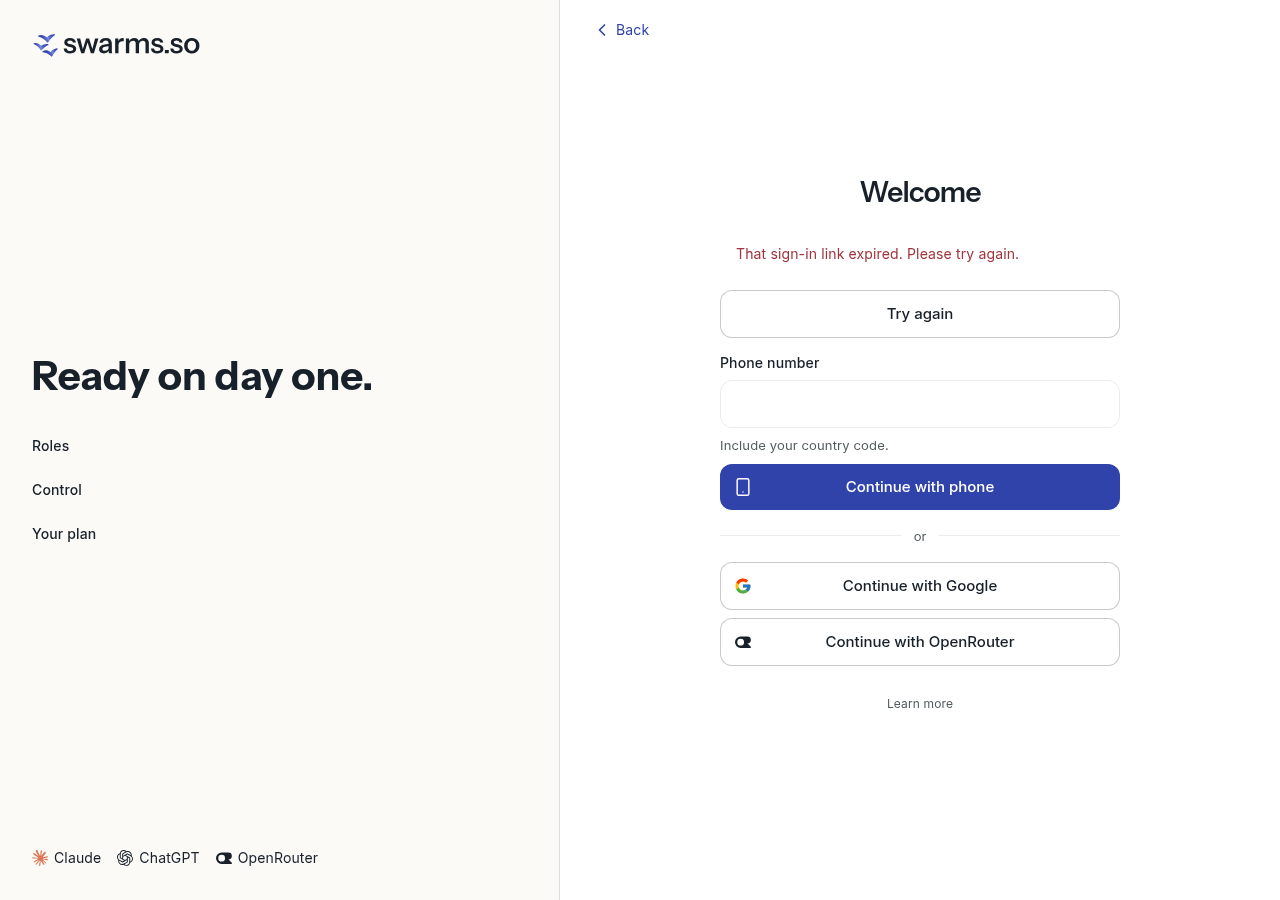 swarms.so
Ready on day one.
Roles
Control
Your plan
Claude ChatGPT OpenRouter
Back
Welcome
That sign-in link expired. Please try again.
Try again
Phone number
Include your country code.
Continue with phone
or
Continue with Google
Continue with OpenRouter
Learn more